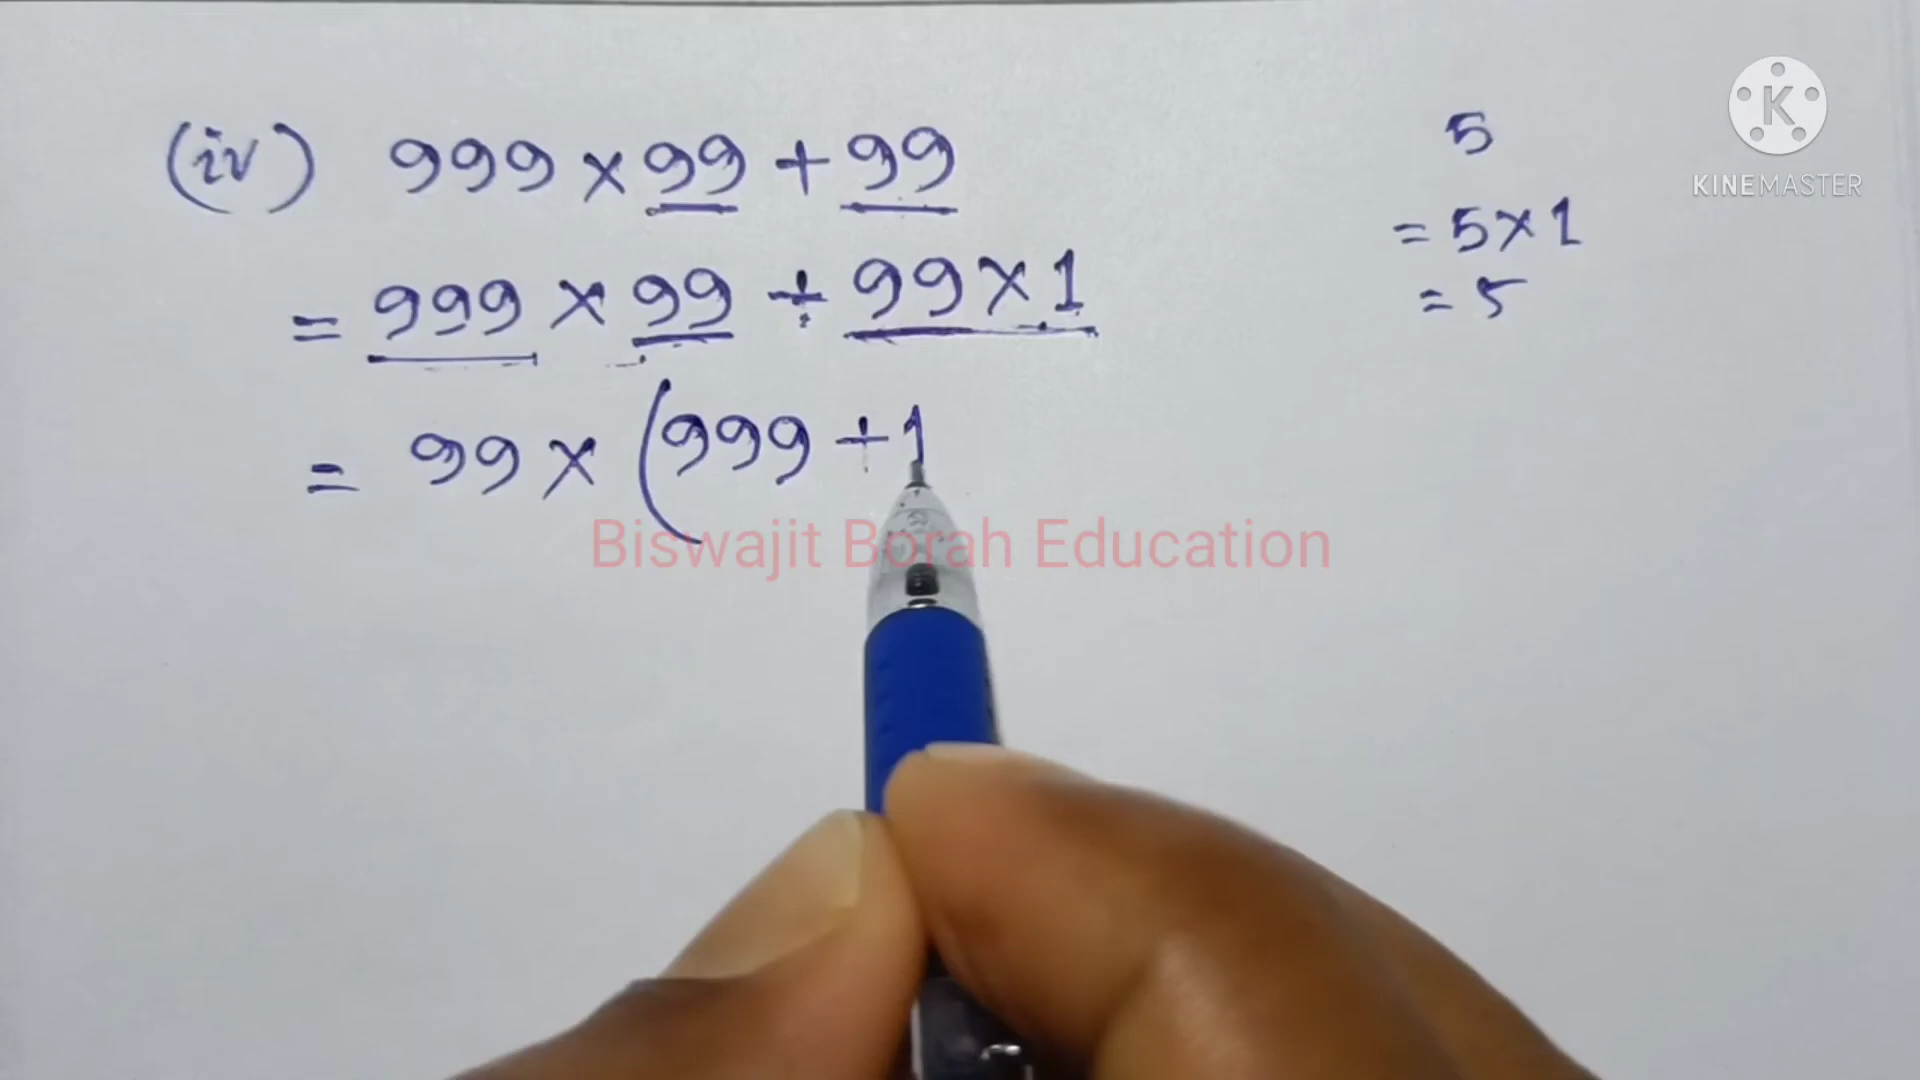 (iv) 999 × 99 + 99
= 999 × 99 + 99 × 1
= 99 × (999 + 1
5
= 5 × 1
= 5
K
KINEMASTER
Biswajit Borah Education